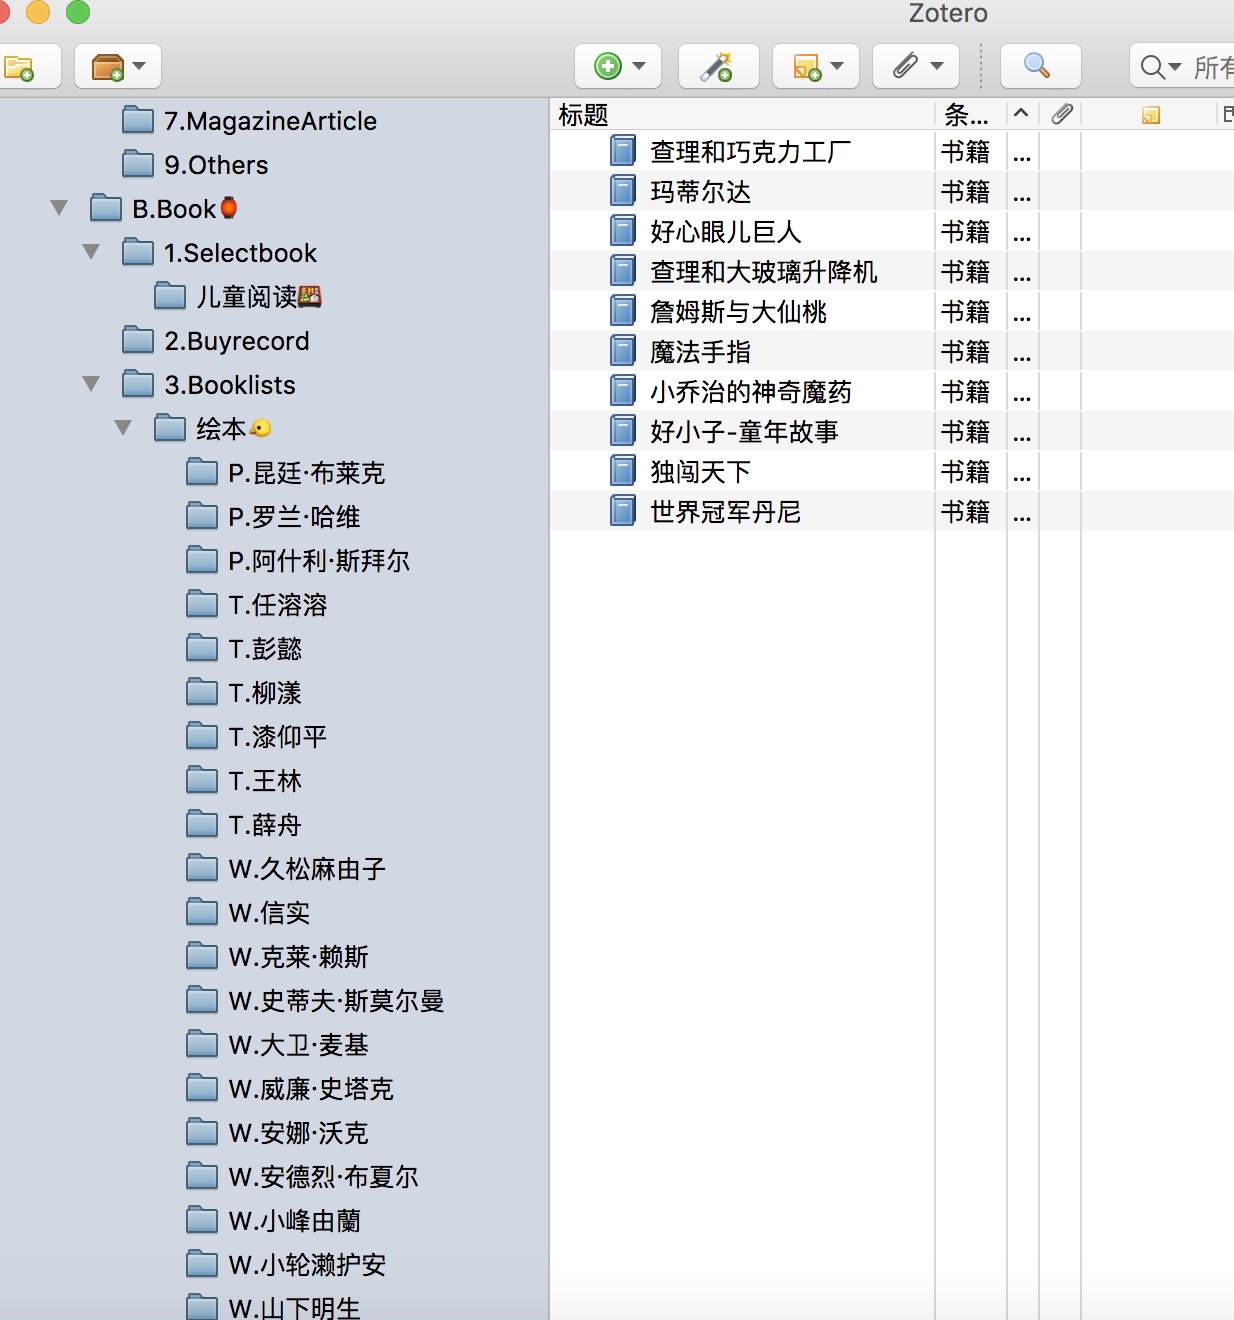 Zotero
所有
7.MagazineArticle
9.Others
B.Book
1.Selectbook
儿童阅读
2.Buyrecord
3.Booklists
绘本
P.昆廷·布莱克
P.罗兰·哈维
P.阿什利·斯拜尔
T.任溶溶
T.彭懿
T.柳漾
T.漆仰平
T.王林
T.薛舟
W.久松麻由子
W.信实
W.克莱·赖斯
W.史蒂夫·斯莫尔曼
W.大卫·麦基
W.威廉·史塔克
W.安娜·沃克
W.安德烈·布夏尔
W.小峰由蘭
W.小轮濑护安
W.山下明生
标题 条...
查理和巧克力工厂 书籍 ...
玛蒂尔达 书籍 ...
好心眼儿巨人 书籍 ...
查理和大玻璃升降机 书籍 ...
詹姆斯与大仙桃 书籍 ...
魔法手指 书籍 ...
小乔治的神奇魔药 书籍 ...
好小子-童年故事 书籍 ...
独闯天下 书籍 ...
世界冠军丹尼 书籍 ...